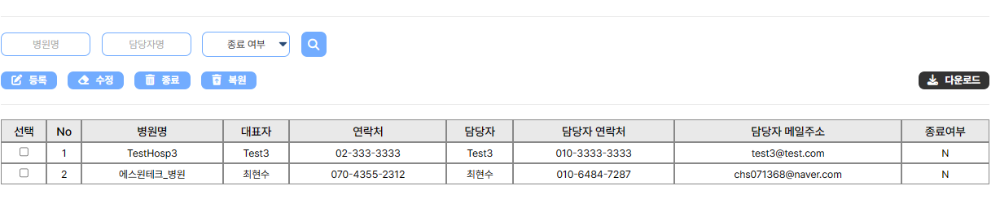 병원명 담당자명 종료 여부
등록 수정 종료 복원 다운로드
선택 No 병원명 대표자 연락처 담당자 담당자 연락처 담당자 메일주소 종료여부
1 TestHosp3 Test3 02-333-3333 Test3 010-3333-3333 test3@test.com N
2 에스원테크_병원 최현수 070-4355-2312 최현수 010-6484-7287 chs071368@naver.com N